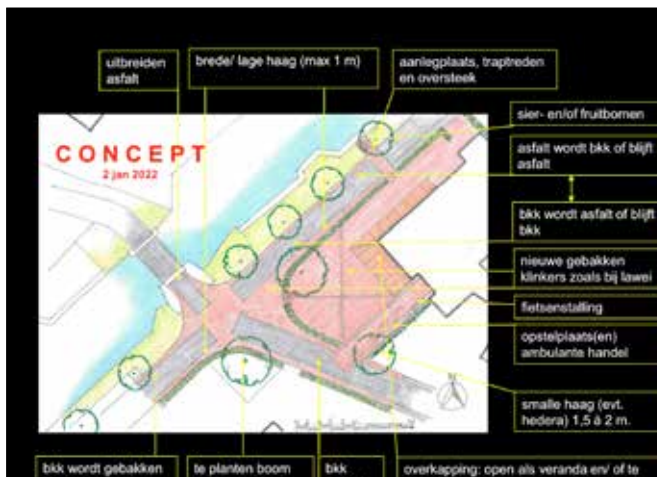 uitbreiden
asfalt
brede/ lage haag (max 1 m)
aanlegplaats, traptreden
en oversteek
sier- en/of fruitbomen
CONCEPT
2 jan 2022
asfalt wordt bkk of blijft
asfalt
bkk wordt asfalt of blijft
bkk
nieuwe gebakken
klinkers zoals bij lawei
fietsenstalling
opstelplaats(en)
ambulante handel
N
smalle haag (evt.
hedera) 1,5 à 2 m.
bkk wordt gebakken
te planten boom
bkk
overkapping: open als veranda en/ of te